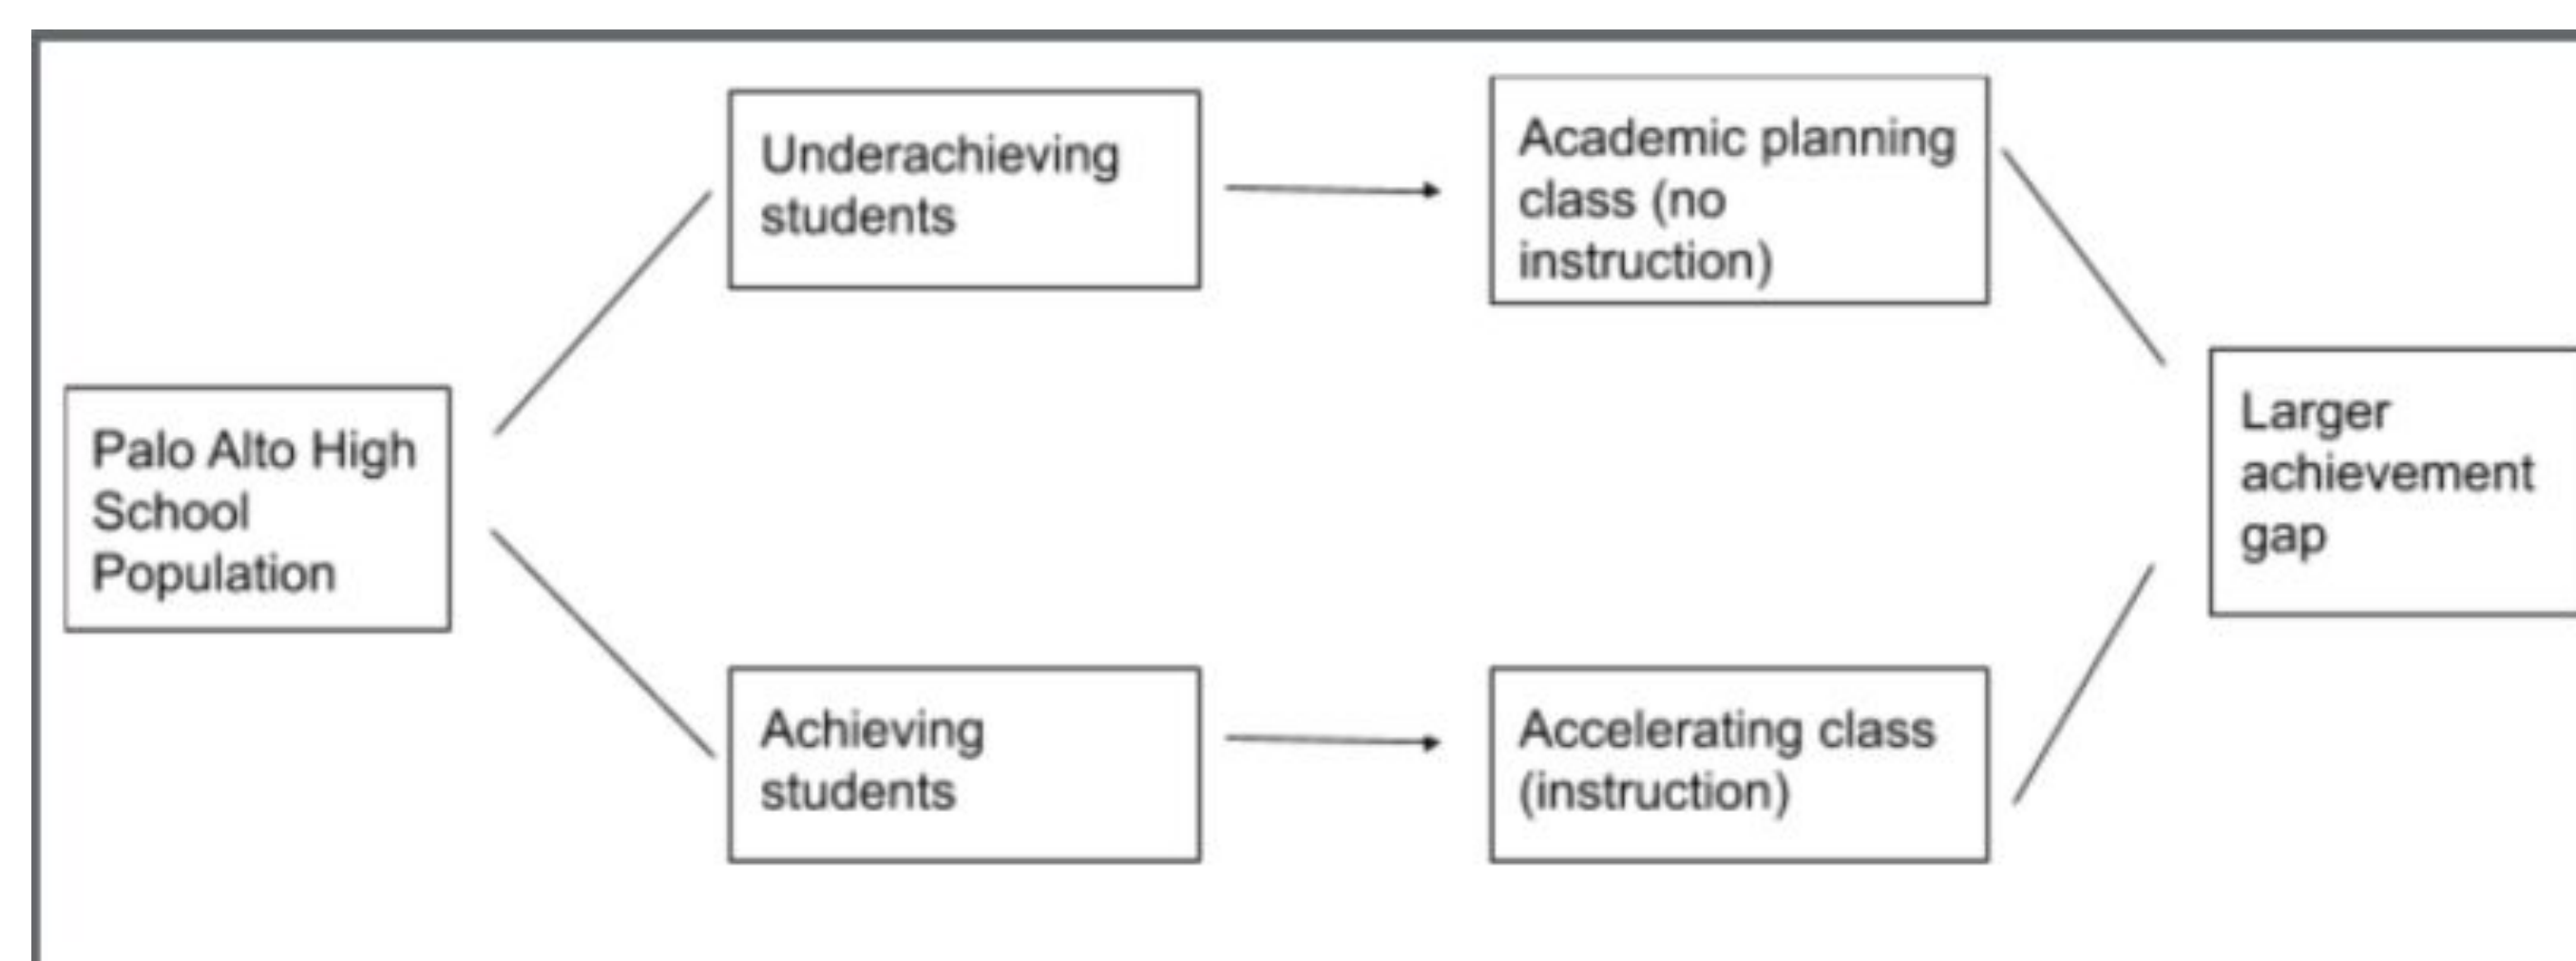 Palo Alto High
School
Population
Underachieving
students
Academic planning
class (no
instruction)
Achieving
students
Accelerating class
(instruction)
Larger
achievement
gap